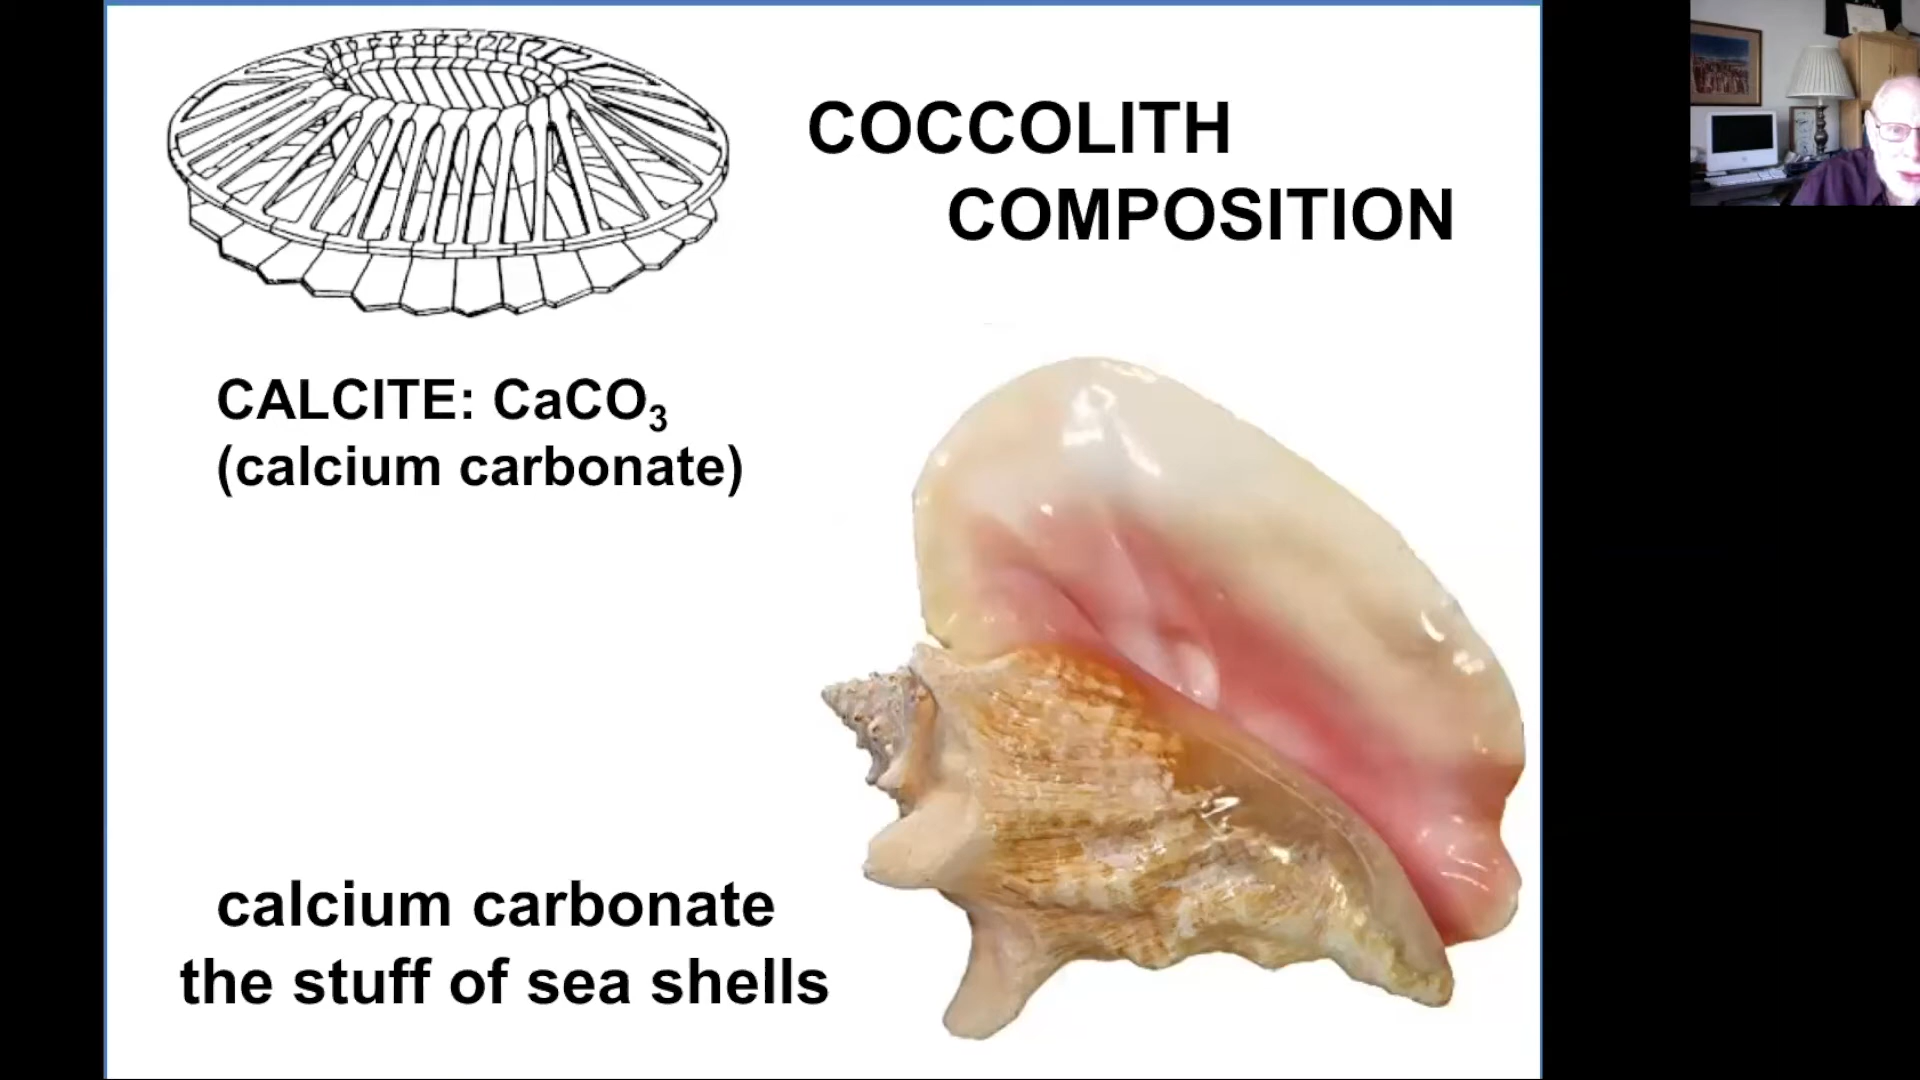 COCCOLITH
COMPOSITION
CALCITE: CaCO₃
(calcium carbonate)
calcium carbonate
the stuff of sea shells